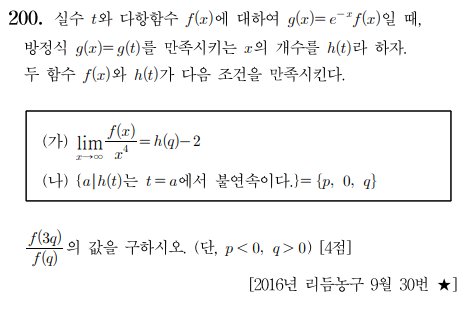 200. 실수 t와 다항함수 f(x)에 대하여 g(x)=e^{-x}f(x)일 때,
방정식 g(x)=g(t)를 만족시키는 x의 개수를 h(t)라 하자.
두 함수 f(x)와 h(t)가 다음 조건을 만족시킨다.
(가) lim_{x→∞} f(x)/x^4 = h(q)-2
(나) {a|h(t)는 t=a에서 불연속이다.}={p, 0, q}
f(3q)/f(q)의 값을 구하시오. (단, p<0, q>0) [4점]
[2016년 리듬농구 9월 30번 ★]